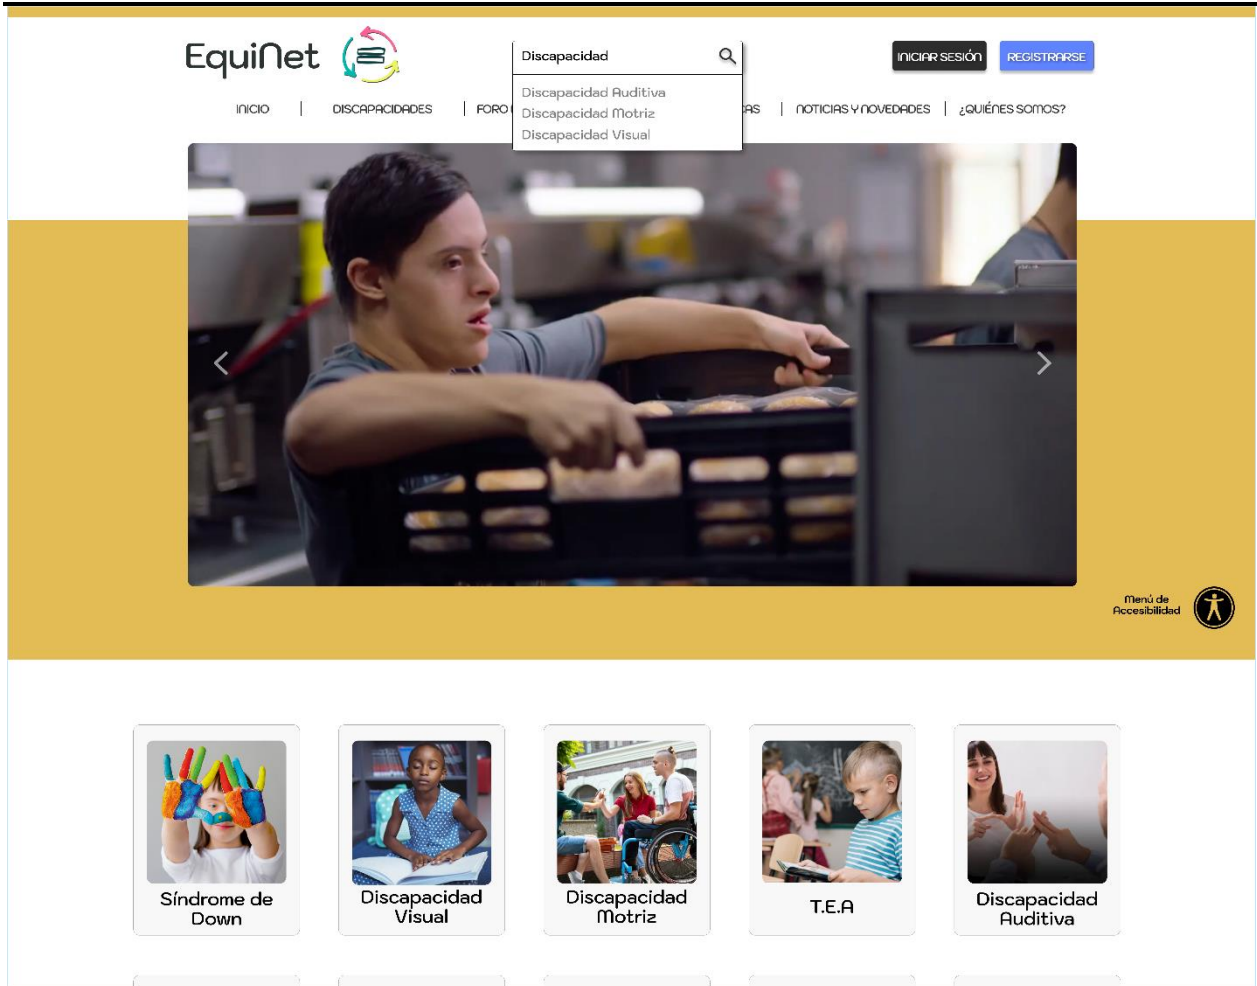 EquiNet
Discapacidad
INICIAR SESIÓN
REGISTRARSE
Discapacidad Auditiva
Discapacidad Motriz
Discapacidad Visual
INICIO | DISCAPACIDADES | FORO
| NOTICIAS Y NOVEDADES | ¿QUIÉNES SOMOS?
Menú de
Accesibilidad
Síndrome de
Down
Discapacidad
Visual
Discapacidad
Motriz
T.E.A
Discapacidad
Auditiva